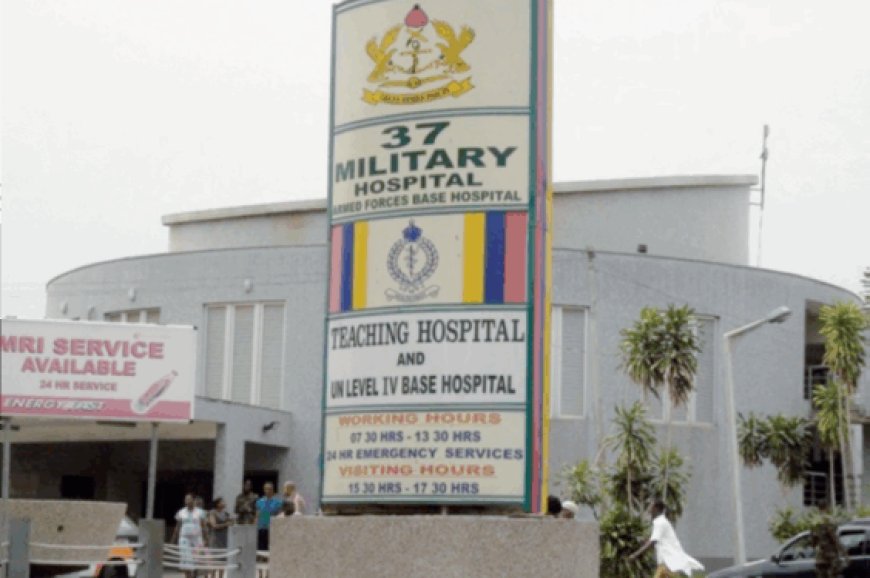 37
MILITARY
HOSPITAL
ARMED FORCES BASE HOSPITAL
TEACHING HOSPITAL
AND
UN LEVEL IV BASE HOSPITAL
WORKING HOURS
07 30 HRS - 13 30 HRS
24 HR EMERGENCY SERVICES
VISITING HOURS
15 30 HRS - 17 30 HRS
MRI SERVICE
AVAILABLE
24 HR SERVICE
ENERGY